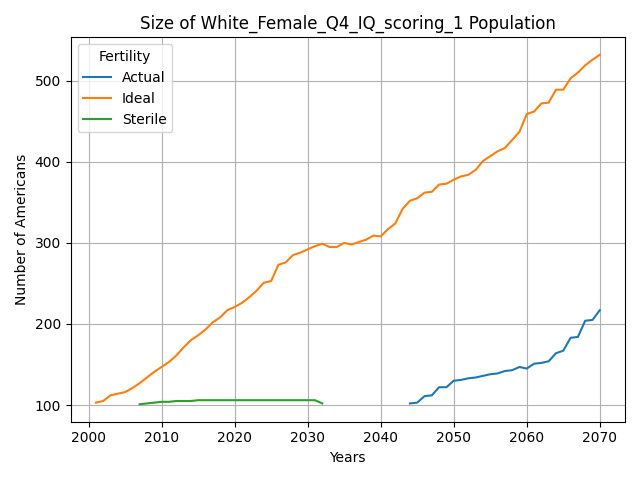 Size of White_Female_Q4_IQ_scoring_1 Population
Fertility
Actual
Ideal
Sterile
Number of Americans
500
400
300
200
100
2000 2010 2020 2030 2040 2050 2060 2070
Years